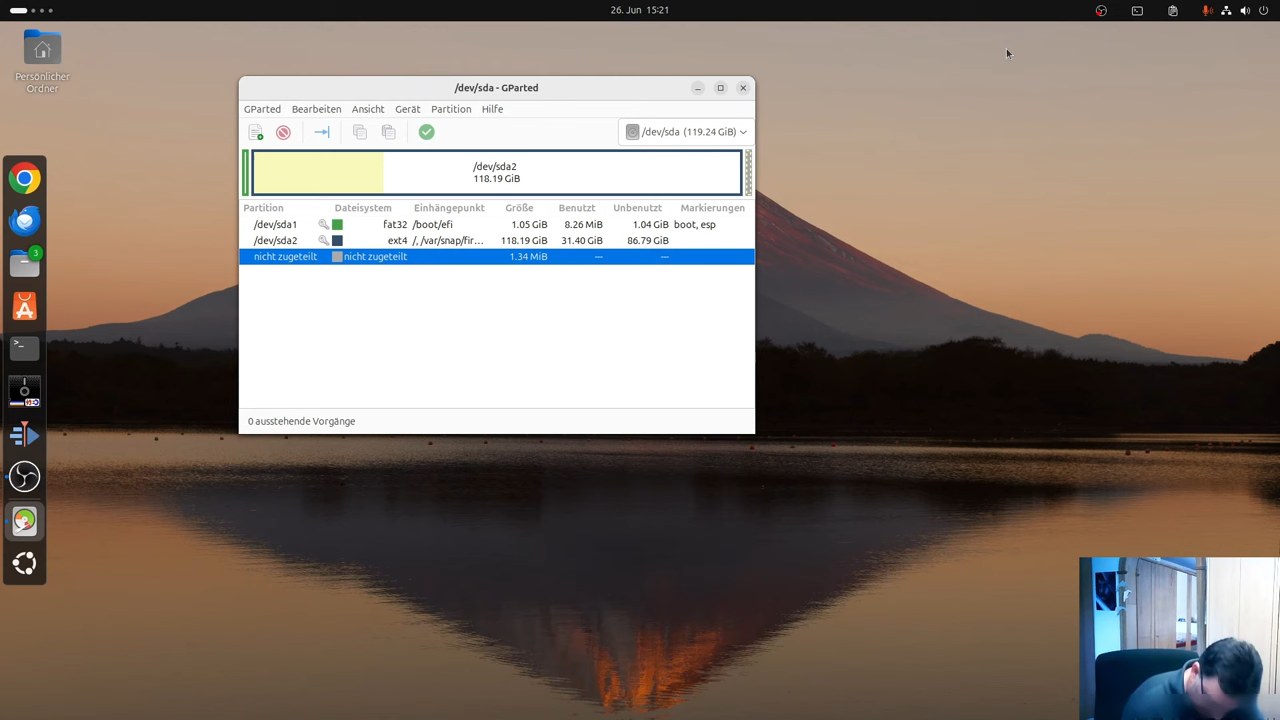 26. Jun 15:21
Persönlicher
Ordner
/dev/sda - GParted
GParted Bearbeiten Ansicht Gerät Partition Hilfe
/dev/sda (119.24 GiB)
/dev/sda2
118.19 GiB
Partition Dateisystem Einhängepunkt Größe Benutzt Unbenutzt Markierungen
/dev/sda1 fat32 /boot/efi 1.05 GiB 8.26 MiB 1.04 GiB boot, esp
/dev/sda2 ext4 /, /var/snap/fir... 118.19 GiB 31.40 GiB 86.79 GiB
nicht zugeteilt nicht zugeteilt 1.34 MiB --- ---
0 ausstehende Vorgänge
3